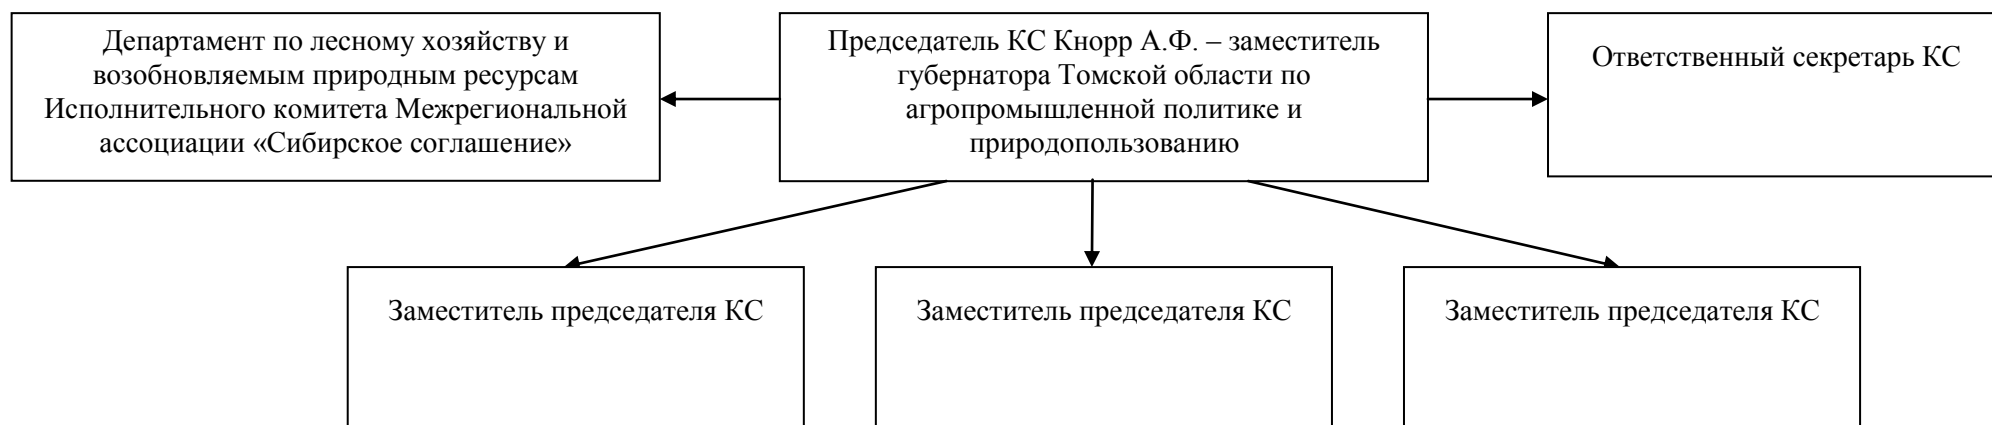 Департамент по лесному хозяйству и
возобновляемым природным ресурсам
Исполнительного комитета Межрегиональной
ассоциации «Сибирское соглашение»
Председатель КС Кнорр А.Ф. – заместитель
губернатора Томской области по
агропромышленной политике и
природопользованию
Ответственный секретарь КС
Заместитель председателя КС
Заместитель председателя КС
Заместитель председателя КС